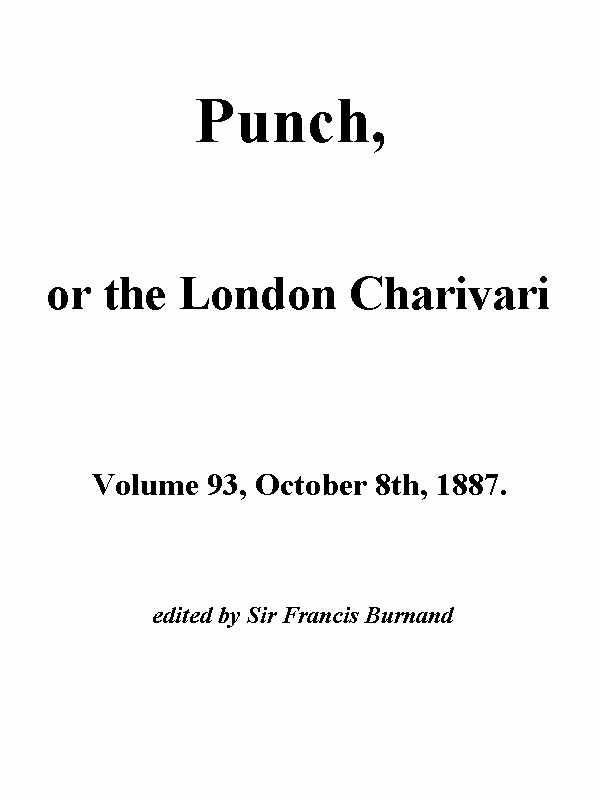 Punch,
or the London Charivari
Volume 93, October 8th, 1887.
edited by Sir Francis Burnand